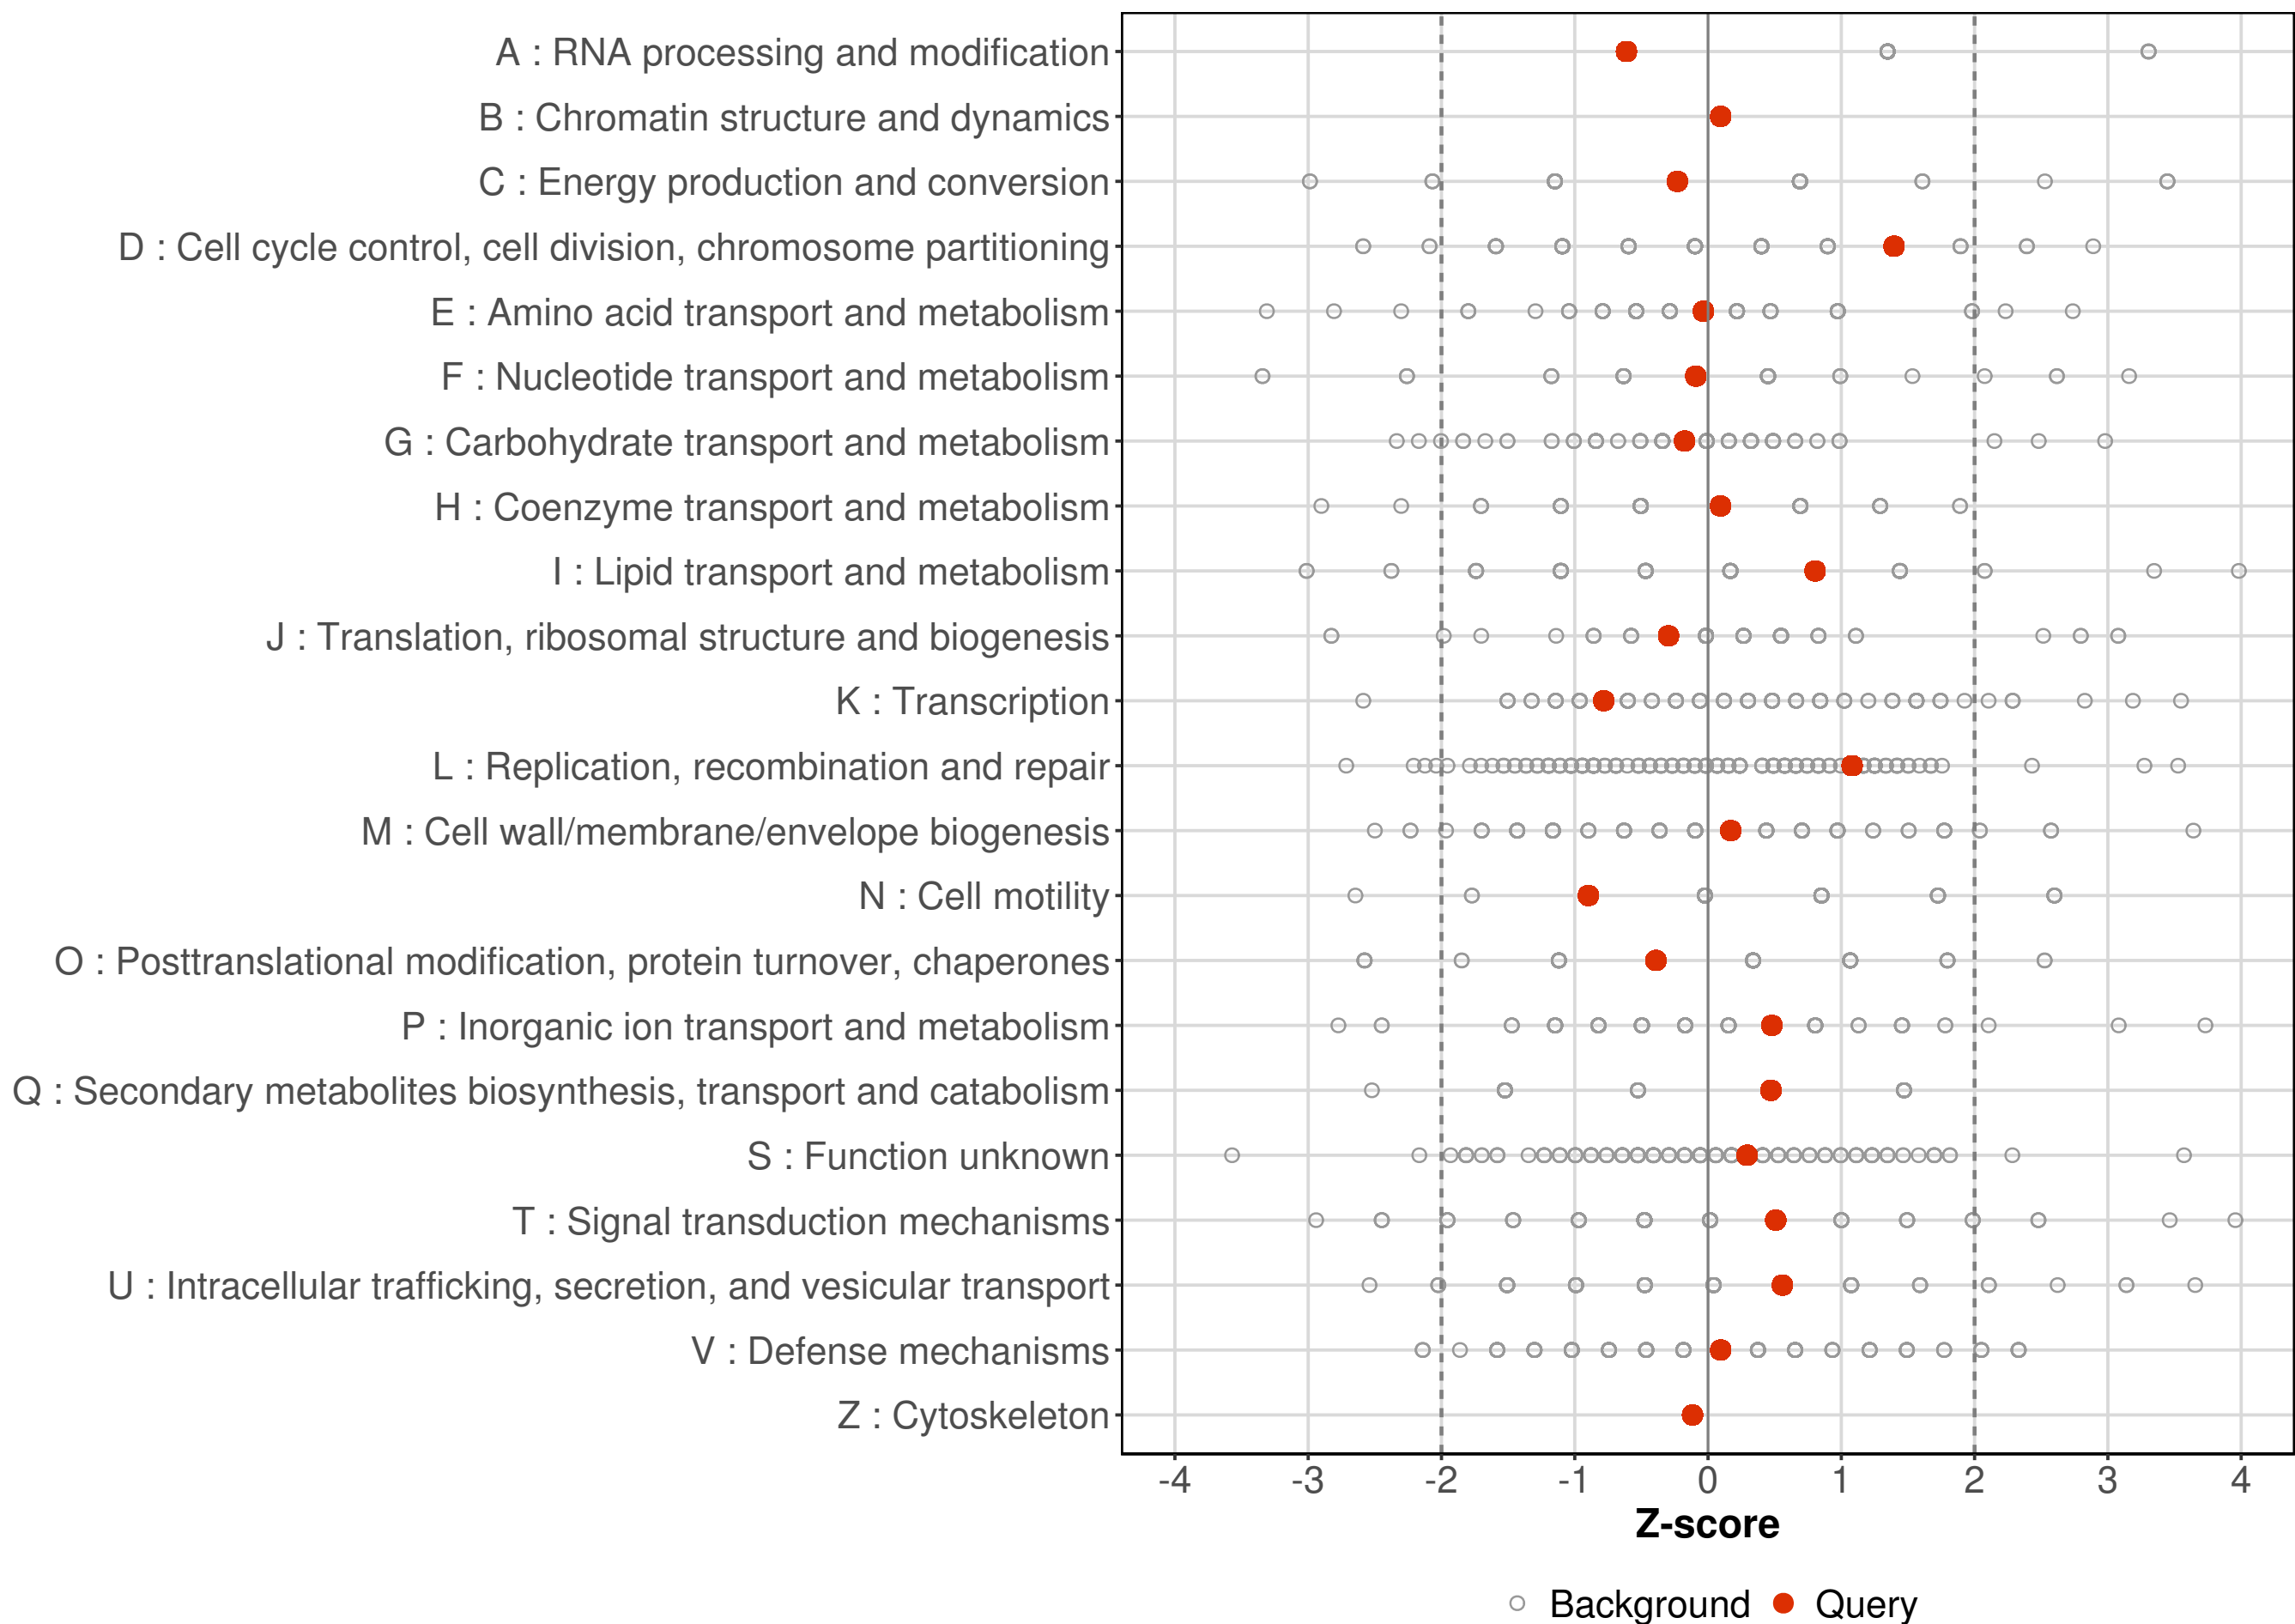 A : RNA processing and modification
B : Chromatin structure and dynamics
C : Energy production and conversion
D : Cell cycle control, cell division, chromosome partitioning
E : Amino acid transport and metabolism
F : Nucleotide transport and metabolism
G : Carbohydrate transport and metabolism
H : Coenzyme transport and metabolism
I : Lipid transport and metabolism
J : Translation, ribosomal structure and biogenesis
K : Transcription
L : Replication, recombination and repair
M : Cell wall/membrane/envelope biogenesis
N : Cell motility
O : Posttranslational modification, protein turnover, chaperones
P : Inorganic ion transport and metabolism
Q : Secondary metabolites biosynthesis, transport and catabolism
S : Function unknown
T : Signal transduction mechanisms
U : Intracellular trafficking, secretion, and vesicular transport
V : Defense mechanisms
Z : Cytoskeleton
-4 -3 -2 -1 0 1 2 3 4
Z-score
Background Query